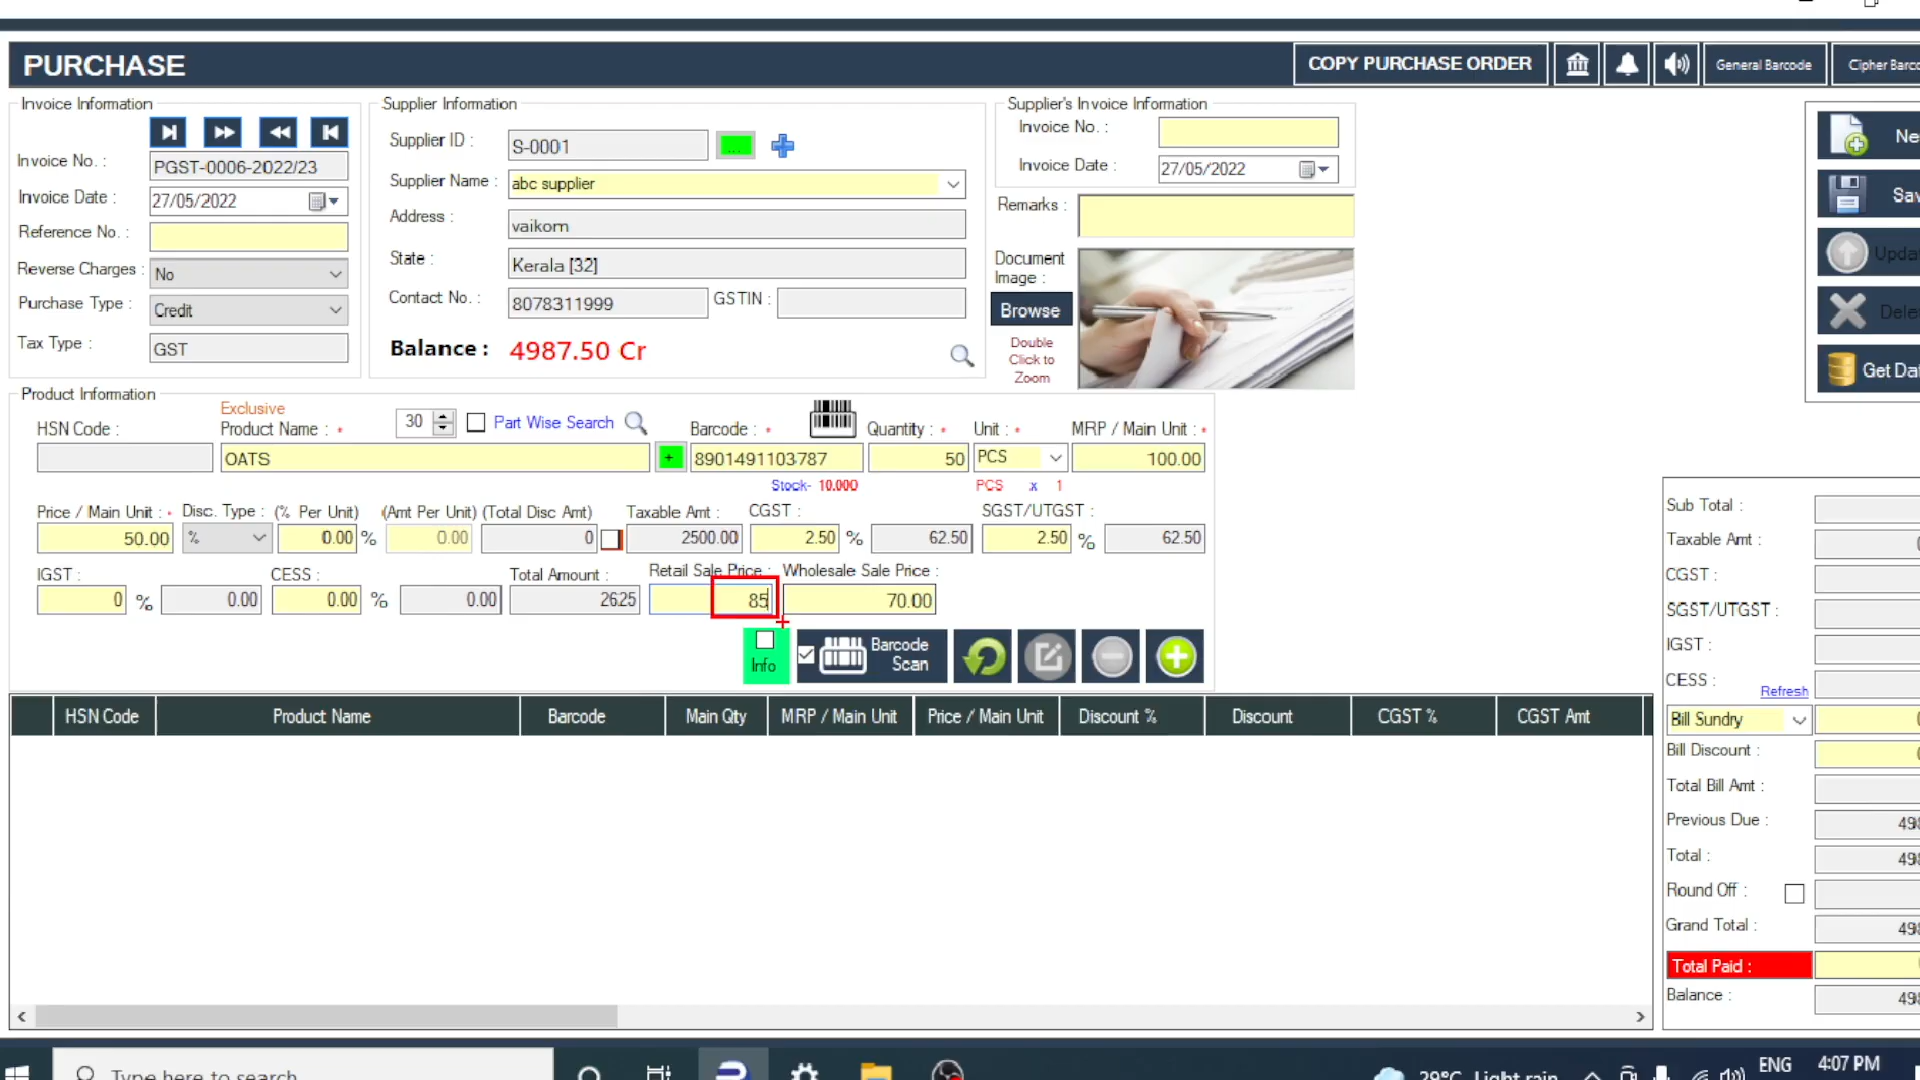 PURCHASE
COPY PURCHASE ORDER
General Barcode
Invoice Information
Supplier Information
Supplier's Invoice Information
Invoice No. :
PGST-0006-2022/23
Invoice Date :
27/05/2022
Reference No. :
Reverse Charges :
No
Purchase Type :
Credit
Tax Type :
GST
Supplier ID :
S-0001
Supplier Name :
abc supplier
Address :
vaikom
State :
Kerala [32]
Contact No. :
8078311999
GSTIN :
Balance :
4987.50 Cr
Invoice No. :
Invoice Date :
27/05/2022
Remarks :
Document
Image :
Browse
Double
Click to
Zoom
Product Information
HSN Code :
Exclusive
Product Name : *
OATS
30
Part Wise Search
+
Barcode : *
8901491103787
Stock- 10.000
Quantity : *
50
Unit : *
PCS
PCS x 1
MRP / Main Unit : *
100.00
Price / Main Unit : *
50.00
Disc. Type :
%
(% Per Unit)
0.00 %
(Amt Per Unit)
0.00
(Total Disc Amt)
0
Taxable Amt :
2500.00
CGST :
2.50 %
62.50
SGST/UTGST :
2.50 %
62.50
IGST :
0 %
0.00
CESS :
0.00 %
0.00
Total Amount :
2625
Retail Sale Price :
85
Wholesale Sale Price :
70.00
Info
Barcode
Scan
HSN Code
Product Name
Barcode
Main Qty
MRP / Main Unit
Price / Main Unit
Discount %
Discount
CGST %
CGST Amt
Sub Total :
Taxable Amt :
CGST :
SGST/UTGST :
IGST :
CESS :
Refresh
Bill Sundry
Bill Discount :
Total Bill Amt :
Previous Due :
Total :
Round Off :
Grand Total :
Total Paid :
Balance :
Type here to search
29°C Light rain
ENG
4:07 PM